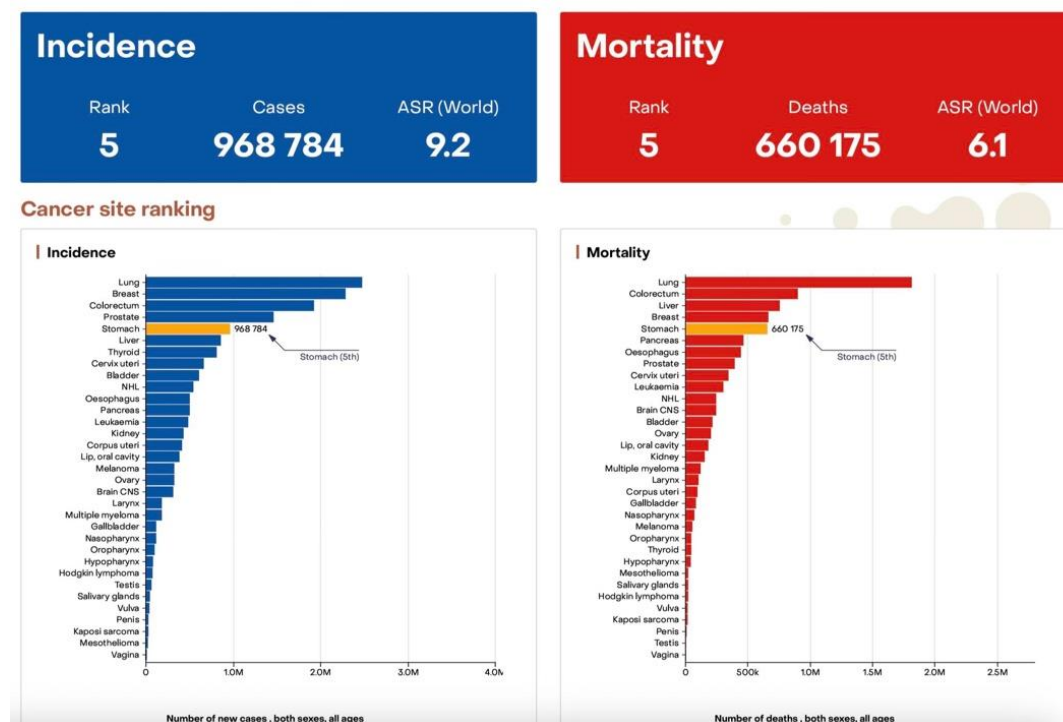 Incidence
Rank Cases ASR (World)
5 968 784 9.2
Mortality
Rank Deaths ASR (World)
5 660 175 6.1
Cancer site ranking
Incidence
Lung
Breast
Colorectum
Prostate
Stomach 968 784
Liver
Stomach (5th)
Thyroid
Cervix uteri
Bladder
NHL
Oesophagus
Pancreas
Leukaemia
Kidney
Corpus uteri
Lip, oral cavity
Melanoma
Ovary
Brain CNS
Larynx
Multiple myeloma
Gallbladder
Nasopharynx
Oropharynx
Hypopharynx
Hodgkin lymphoma
Testis
Salivary glands
Vulva
Penis
Kaposi sarcoma
Mesothelioma
Vagina
0 1.0M 2.0M 3.0M 4.0M
Number of new cases , both sexes, all ages
Mortality
Lung
Colorectum
Liver
Breast
Stomach 660 175
Pancreas
Stomach (5th)
Oesophagus
Prostate
Cervix uteri
Leukaemia
NHL
Brain CNS
Bladder
Ovary
Lip, oral cavity
Kidney
Multiple myeloma
Larynx
Corpus uteri
Gallbladder
Nasopharynx
Melanoma
Oropharynx
Thyroid
Hypopharynx
Mesothelioma
Salivary glands
Hodgkin lymphoma
Vulva
Kaposi sarcoma
Penis
Testis
Vagina
0 500k 1.0M 1.5M 2.0M 2.5M
Number of deaths , both sexes, all ages